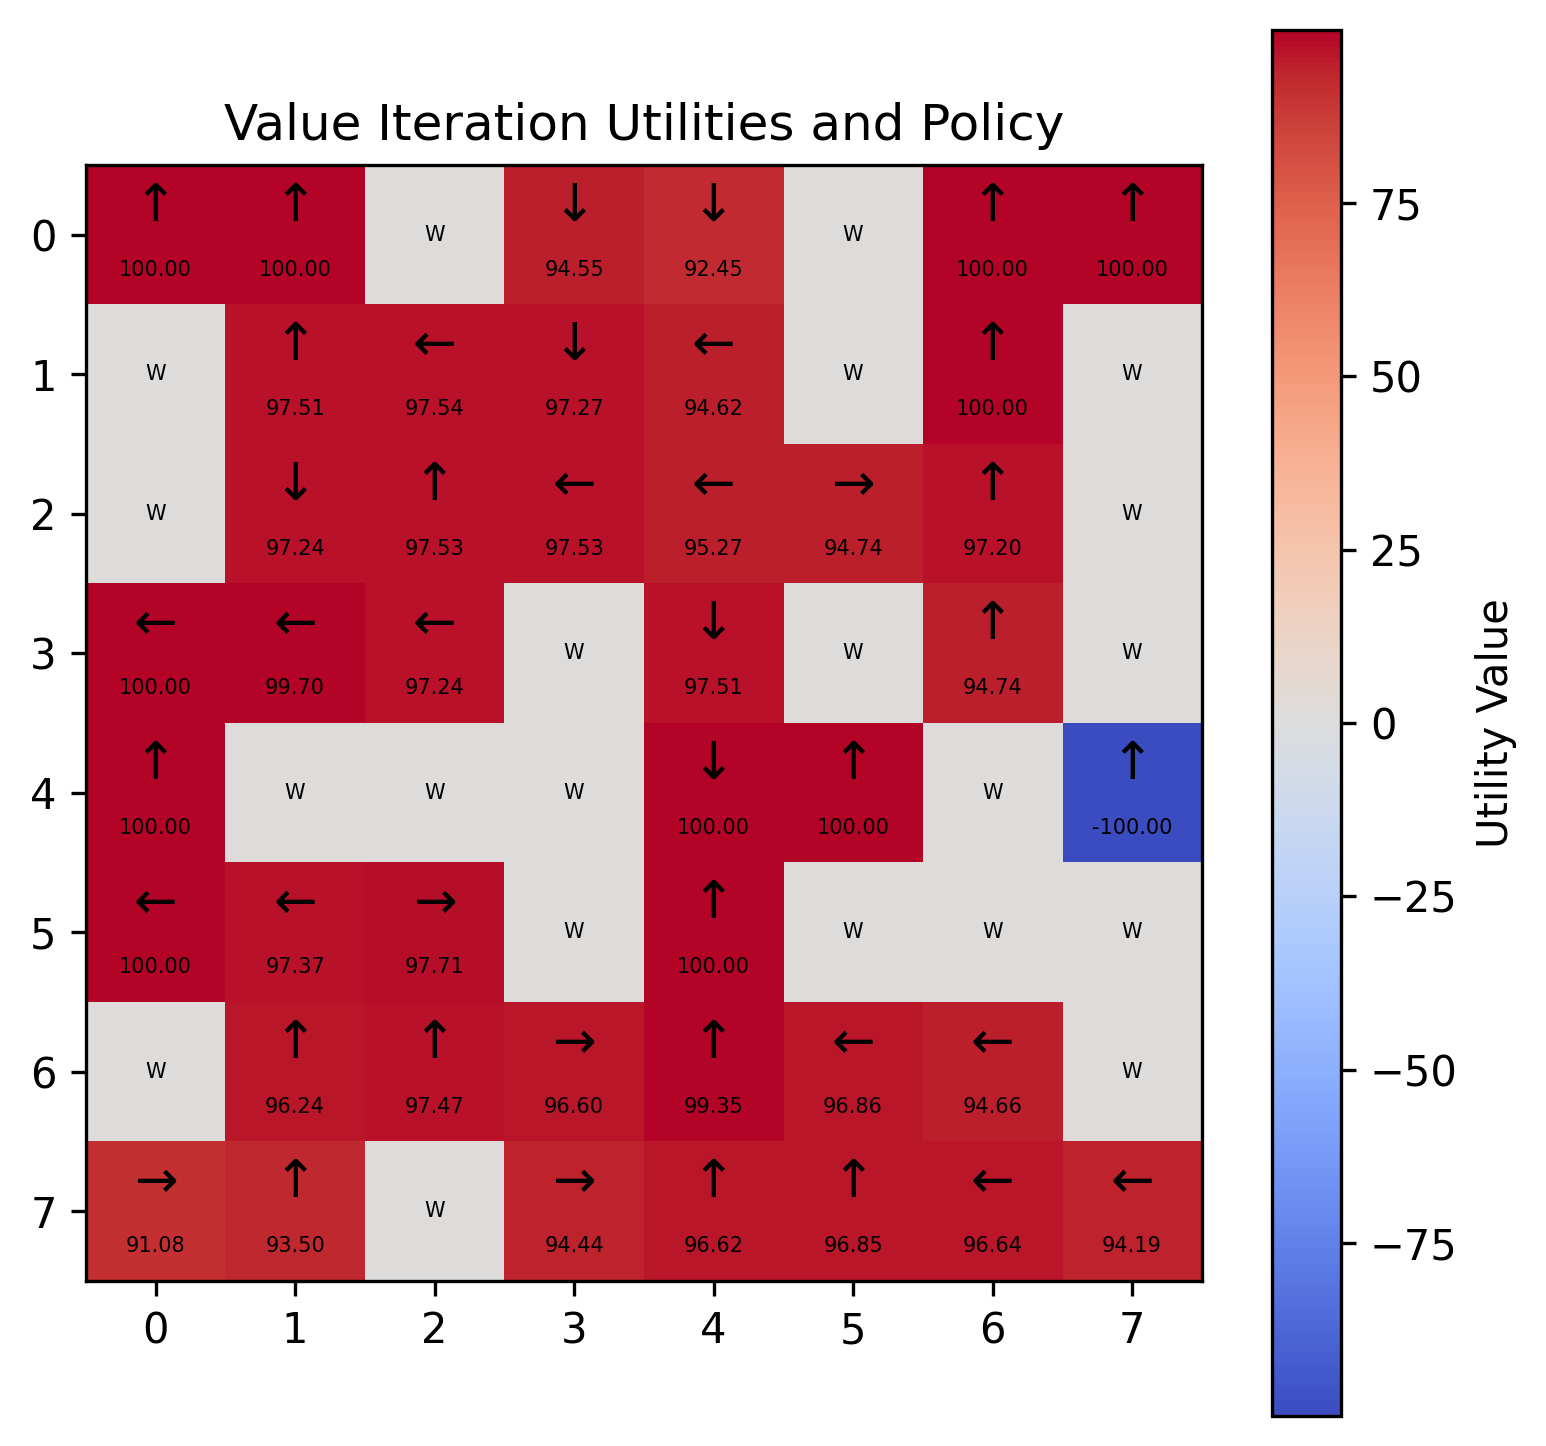 Value Iteration Utilities and Policy
0 ↑ ↑ W ↓ ↓ W ↑ ↑
100.00 100.00 94.55 92.45 100.00 100.00
1 W ↑ ← ↓ ← W ↑ W
97.51 97.54 97.27 94.62 100.00
2 W ↓ ↑ ← ← → ↑ W
97.24 97.53 97.53 95.27 94.74 97.20
3 ← ← ← W ↓ W ↑ W
100.00 99.70 97.24 97.51 94.74
4 ↑ W W W ↓ ↑ W ↑
100.00 100.00 100.00 -100.00
5 ← ← → W ↑ W W W
100.00 97.37 97.71 100.00
6 W ↑ ↑ → ↑ ← ← W
96.24 97.47 96.60 99.35 96.86 94.66
7 → ↑ W → ↑ ↑ ← ←
91.08 93.50 94.44 96.62 96.85 96.64 94.19
0 1 2 3 4 5 6 7
75
50
25
0
−25
−50
−75
Utility Value